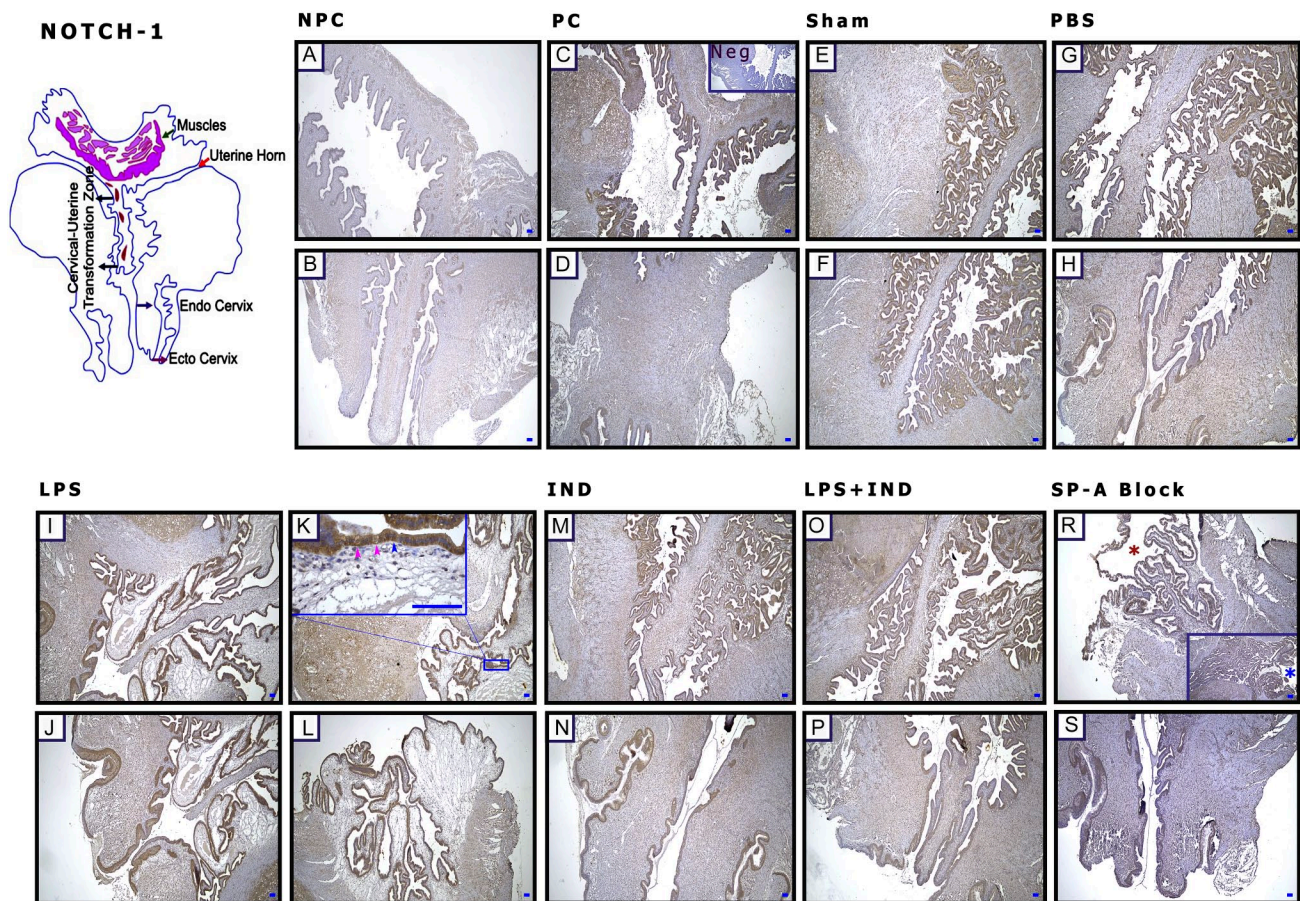 NOTCH-1
NPC
PC
Sham
PBS
Muscles
Uterine Horn
Cervical-Uterine
Transformation Zone
Endo Cervix
Ecto Cervix
A
C
Neg
E
G
B
D
F
H
LPS
IND
LPS+IND
SP-A Block
I
K
M
O
R
*
*
J
L
N
P
S